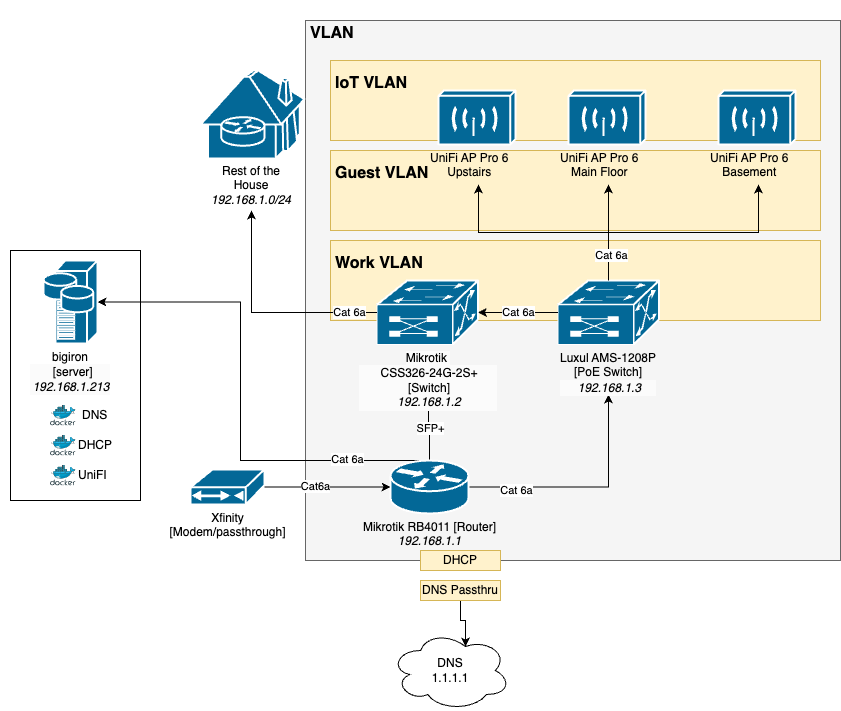 VLAN
IoT VLAN
UniFi AP Pro 6
Upstairs
UniFi AP Pro 6
Main Floor
UniFi AP Pro 6
Basement
Guest VLAN
Rest of the
House
192.168.1.0/24
Cat 6a
Work VLAN
Cat 6a
Cat 6a
bigiron
[server]
192.168.1.213
docker
DNS
docker
DHCP
docker
UniFI
Mikrotik
CSS326-24G-2S+
[Switch]
192.168.1.2
Luxul AMS-1208P
[PoE Switch]
192.168.1.3
SFP+
Cat 6a
Cat6a
Cat 6a
Xfinity
[Modem/passthrough]
Mikrotik RB4011 [Router]
192.168.1.1
DHCP
DNS Passthru
DNS
1.1.1.1